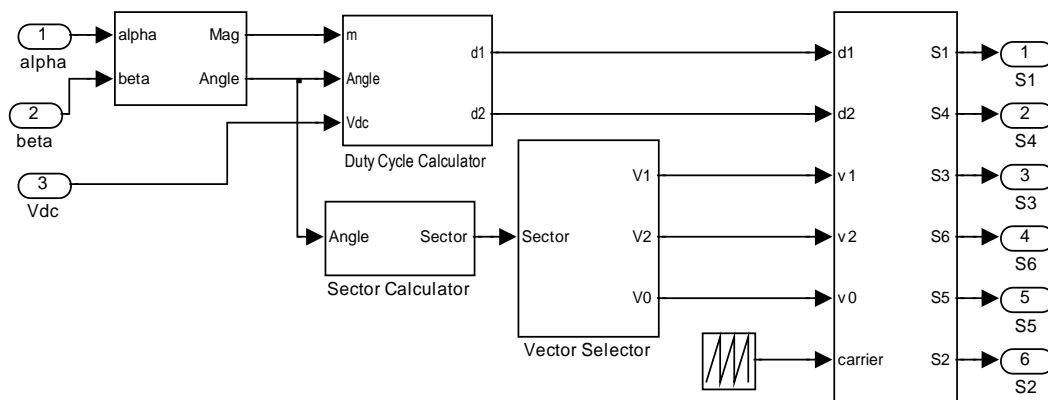 1
alpha
2
beta
3
Vdc
alpha
beta
Mag
Angle
m
Angle
Vdc
d1
d2
Duty Cycle Calculator
Angle
Sector
Sector Calculator
Sector
V1
V2
V0
Vector Selector
d1
d2
v1
v2
v0
carrier
S1
S4
S3
S6
S5
S2
1
S1
2
S4
3
S3
4
S6
5
S5
6
S2